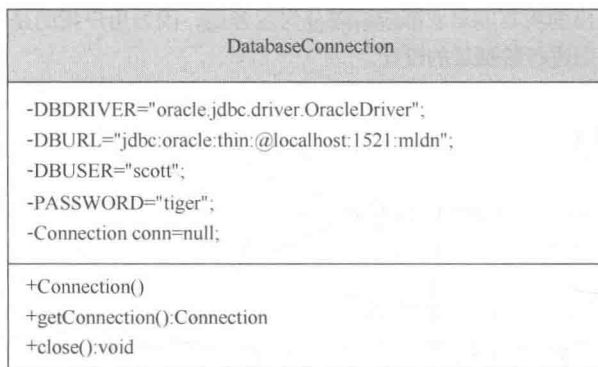 DatabaseConnection
-DBDRIVER="oracle.jdbc.driver.OracleDriver";
-DBURL="jdbc:oracle:thin:@localhost:1521:mldn";
-DBUSER="scott";
-PASSWORD="tiger";
-Connection conn=null;
+Connection()
+getConnection():Connection
+close():void